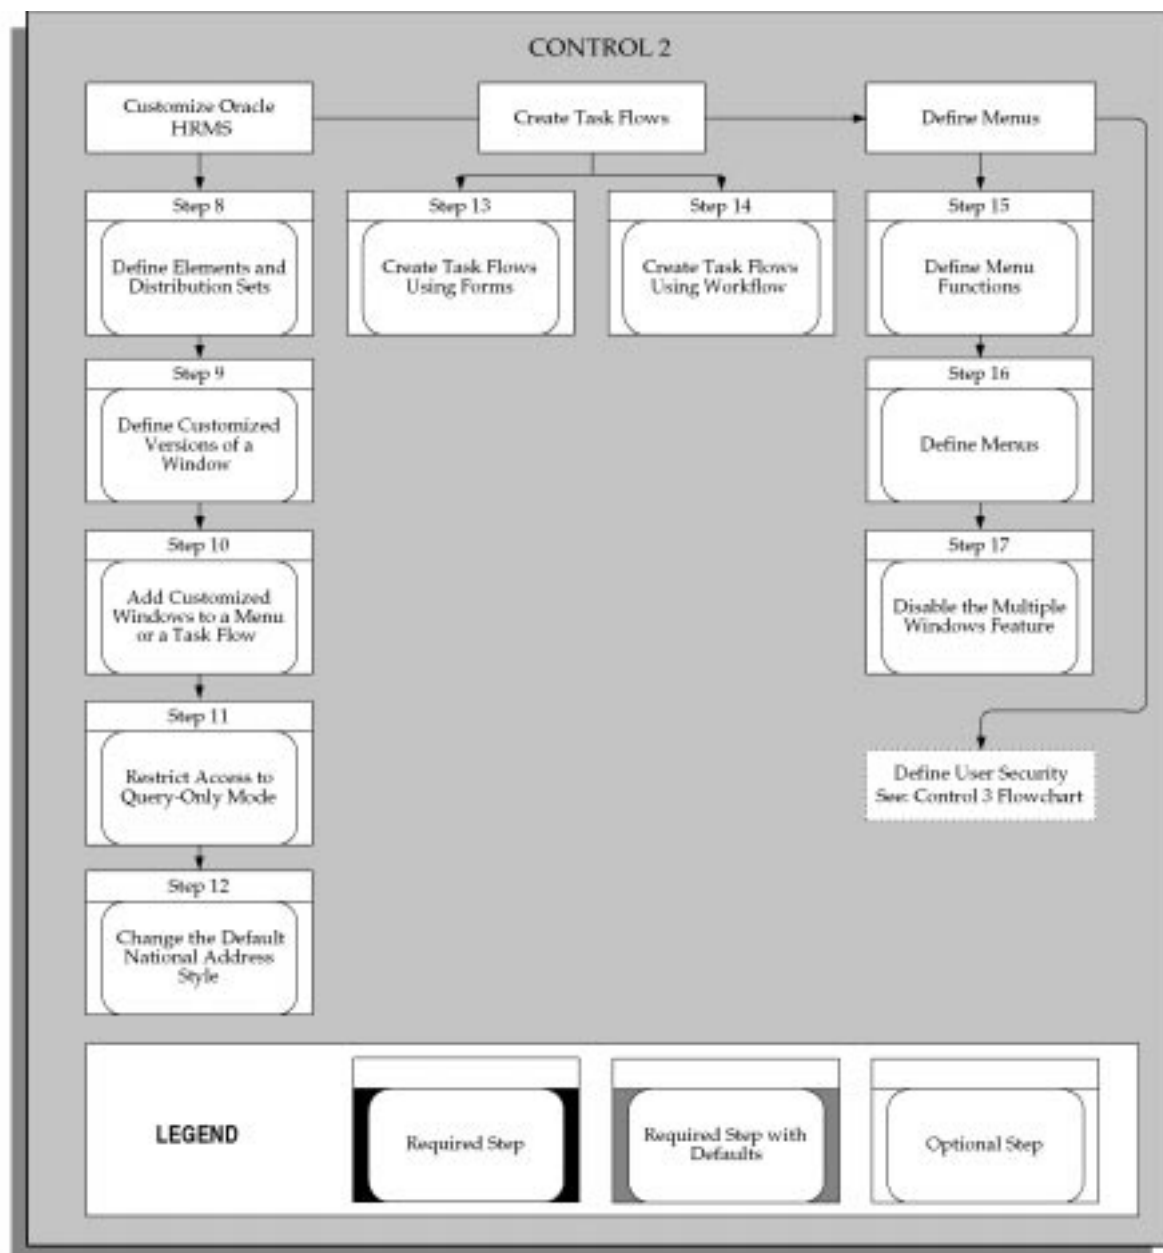 CONTROL 2
Customize Oracle
HRMS
Create Task Flows
Define Menus
Step 8
Define Elements and
Distribution Sets
Step 13
Create Task Flows
Using Forms
Step 14
Create Task Flows
Using Workflow
Step 15
Define Menu
Functions
Step 9
Define Customized
Versions of a
Window
Step 16
Define Menus
Step 10
Add Customized
Windows to a Menu
or a Task Flow
Step 17
Disable the Multiple
Windows Feature
Step 11
Restrict Access to
Query-Only Mode
Define User Security
See: Control 3 Flowchart
Step 12
Change the Default
National Address
Style
LEGEND
Required Step
Required Step with
Defaults
Optional Step